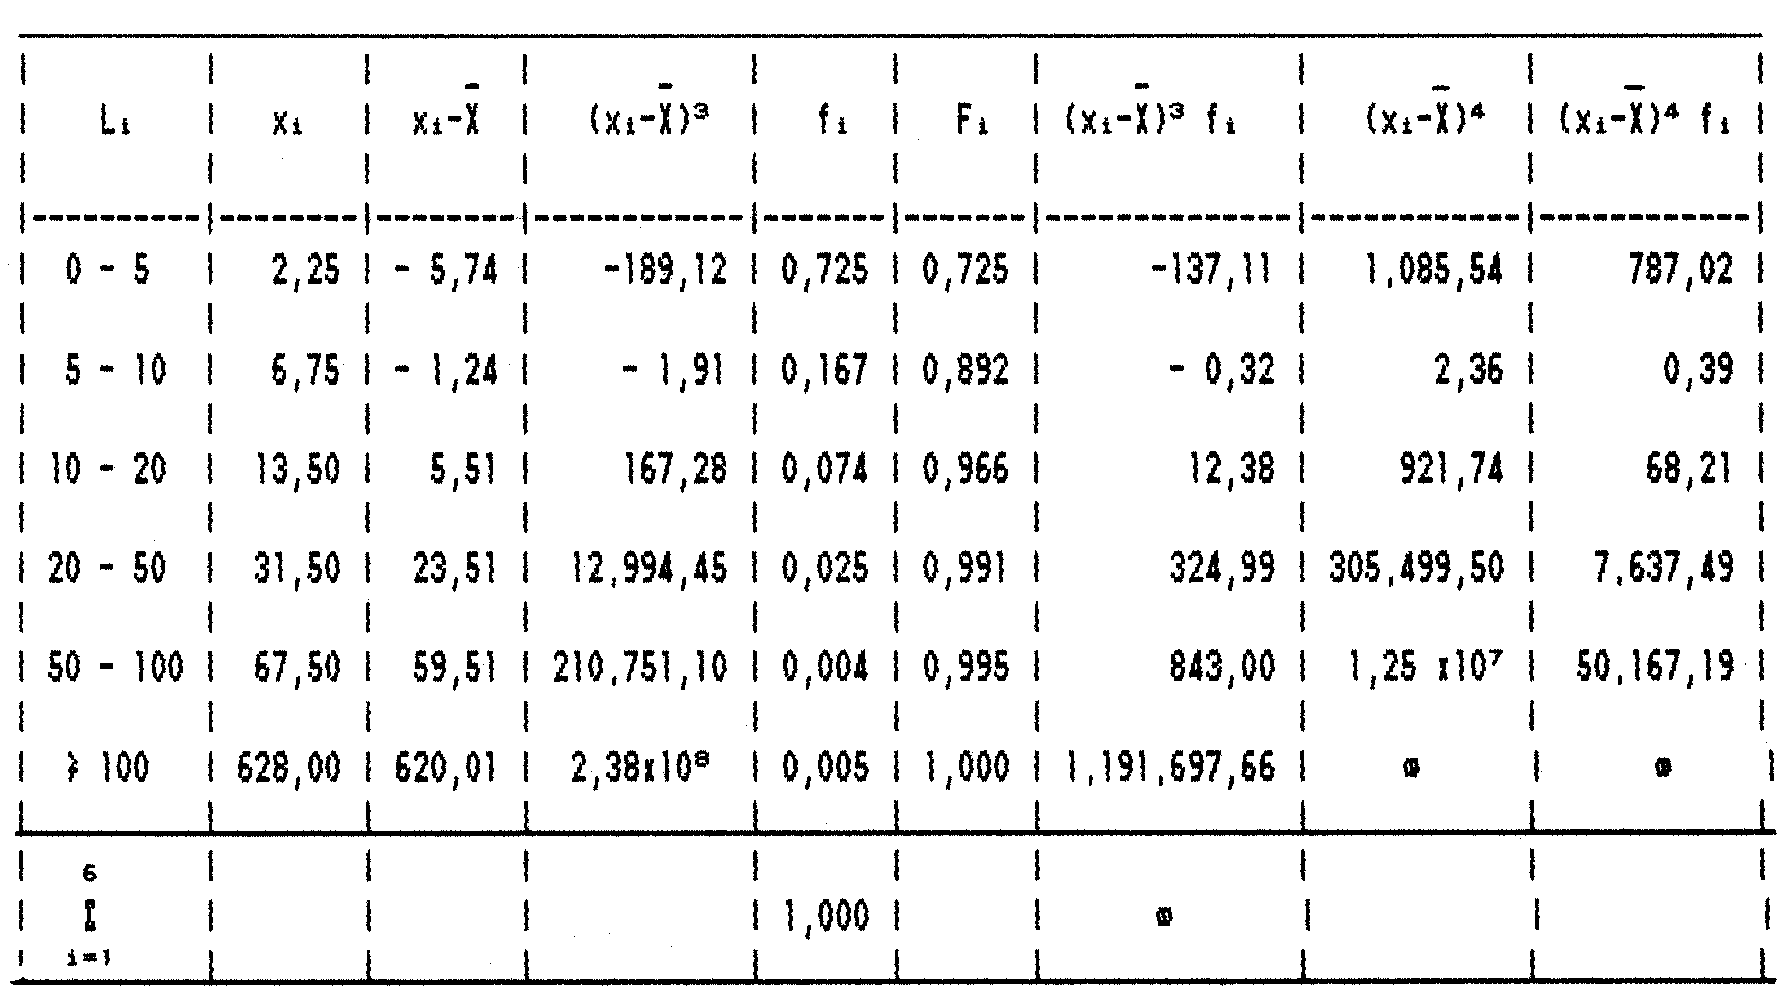 Lᵢ | xᵢ | xᵢ-X̄ | (xᵢ-X̄)³ | fᵢ | Fᵢ | (xᵢ-X̄)³ fᵢ | (xᵢ-X̄)⁴ | (xᵢ-X̄)⁴ fᵢ
0 - 5 | 2,25 | - 5,74 | -189,12 | 0,725 | 0,725 | -137,11 | 1.085,54 | 787,02
5 - 10 | 6,75 | - 1,24 | - 1,91 | 0,167 | 0,892 | - 0,32 | 2,36 | 0,39
10 - 20 | 13,50 | 5,51 | 167,28 | 0,074 | 0,966 | 12,38 | 921,74 | 68,21
20 - 50 | 31,50 | 23,51 | 12.994,45 | 0,025 | 0,991 | 324,99 | 305.499,50 | 7.637,49
50 - 100 | 67,50 | 59,51 | 210.751,10 | 0,004 | 0,995 | 843,00 | 1,25 x10⁷ | 50.167,19
≥ 100 | 628,00 | 620,01 | 2,38x10⁸ | 0,005 | 1,000 | 1.191.697,66 | ∞ | ∞
6
Σ | 1,000 | ∞
i=1